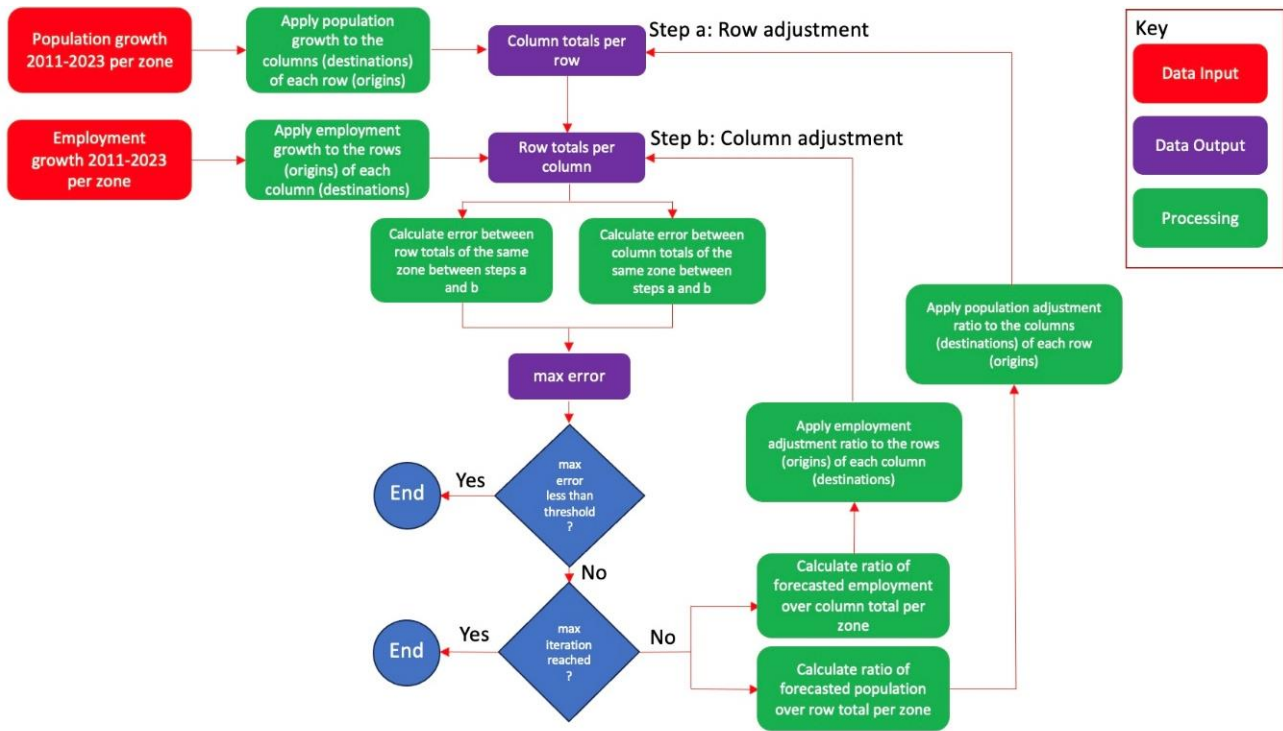 Population growth
2011-2023 per zone
Apply population
growth to the
columns (destinations)
of each row (origins)
Column totals per
row
Step a: Row adjustment
Key
Data Input
Data Output
Processing
Employment
growth 2011-2023
per zone
Apply employment
growth to the rows
(origins) of each
column (destinations)
Row totals per
column
Step b: Column adjustment
Calculate error between
row totals of the same
zone between steps a
and b
Calculate error between
column totals of the
same zone between
steps a and b
Apply population adjustment
ratio to the columns
(destinations) of each row
(origins)
max error
Apply employment
adjustment ratio to the rows
(origins) of each column
(destinations)
max
error
less than
threshold
?
Yes
End
No
max
iteration
reached
?
Yes
End
No
Calculate ratio of
forecasted employment
over column total per
zone
Calculate ratio of
forecasted population
over row total per zone